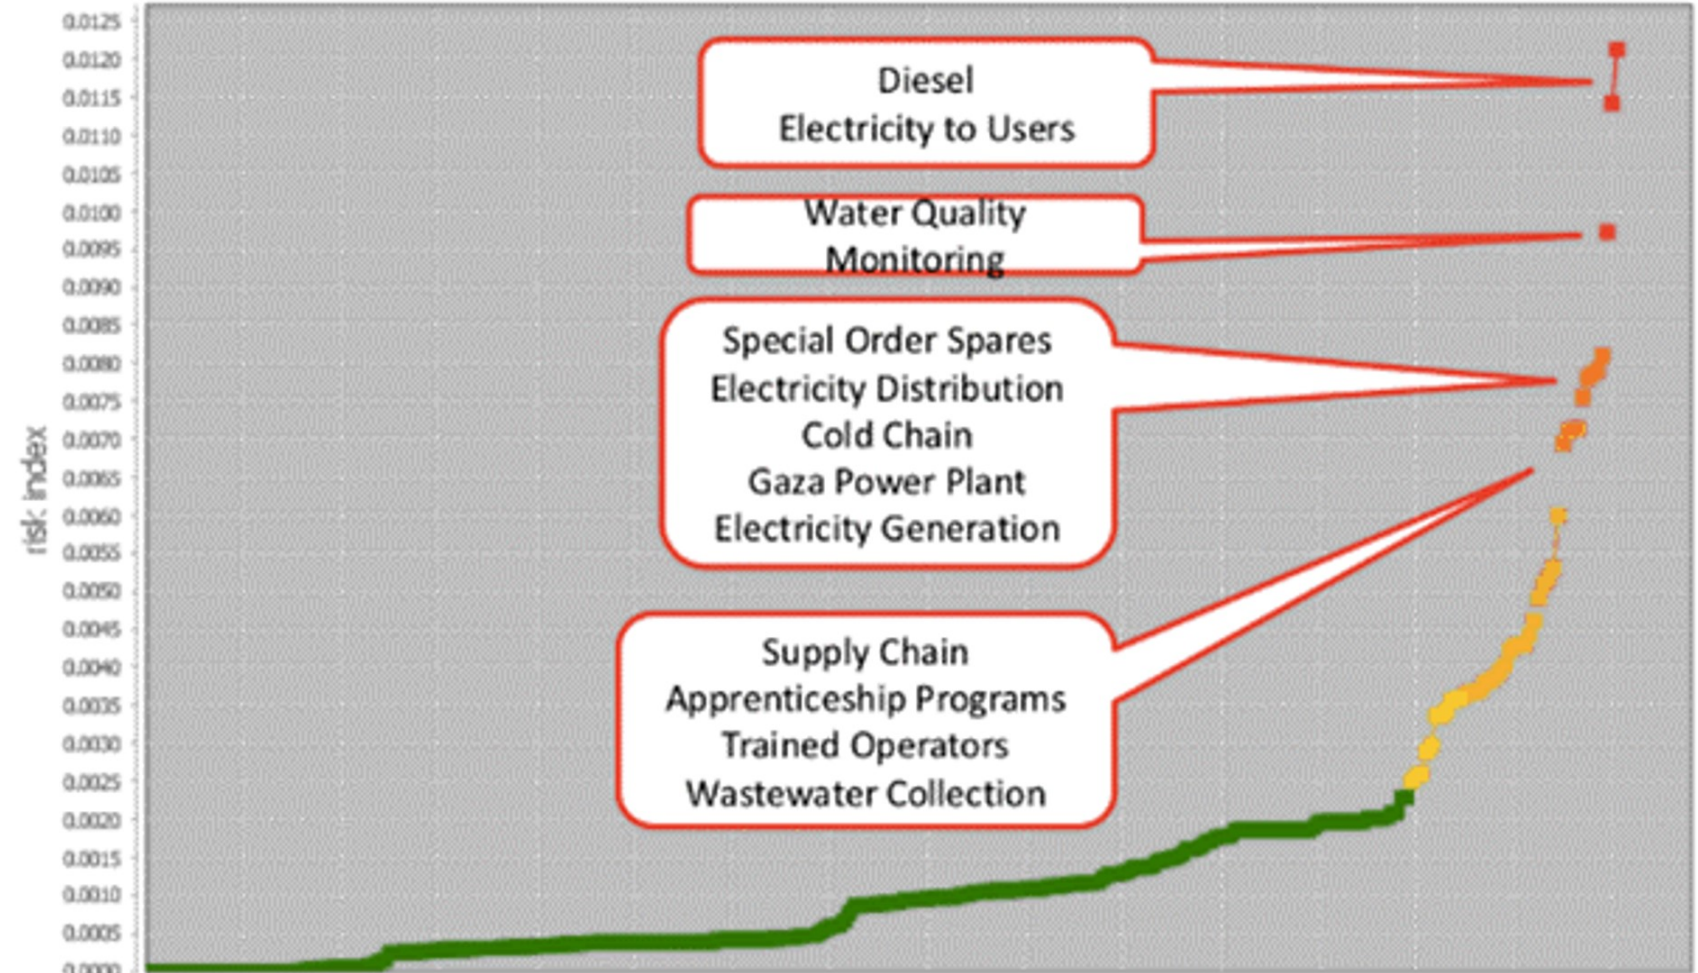 0.0125
0.0120
0.0115
0.0110
0.0105
0.0100
0.0095
0.0090
0.0085
0.0080
0.0075
0.0070
0.0065
0.0060
0.0055
0.0050
0.0045
0.0040
0.0035
0.0030
0.0025
0.0020
0.0015
0.0010
0.0005
0.0000
risk index
Diesel
Electricity to Users
Water Quality
Monitoring
Special Order Spares
Electricity Distribution
Cold Chain
Gaza Power Plant
Electricity Generation
Supply Chain
Apprenticeship Programs
Trained Operators
Wastewater Collection